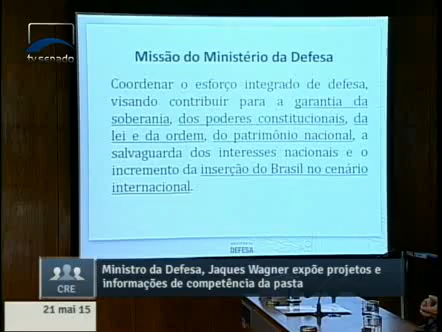 tv senado
Missão do Ministério da Defesa
Coordenar o esforço integrado de defesa,
visando contribuir para a garantia da
soberania, dos poderes constitucionais, da
lei e da ordem, do patrimônio nacional, a
salvaguarda dos interesses nacionais e o
incremento da inserção do Brasil no cenário
internacional.
DEFESA
CRE
Ministro da Defesa, Jaques Wagner expõe projetos e
informações de competência da pasta
21 mai 15